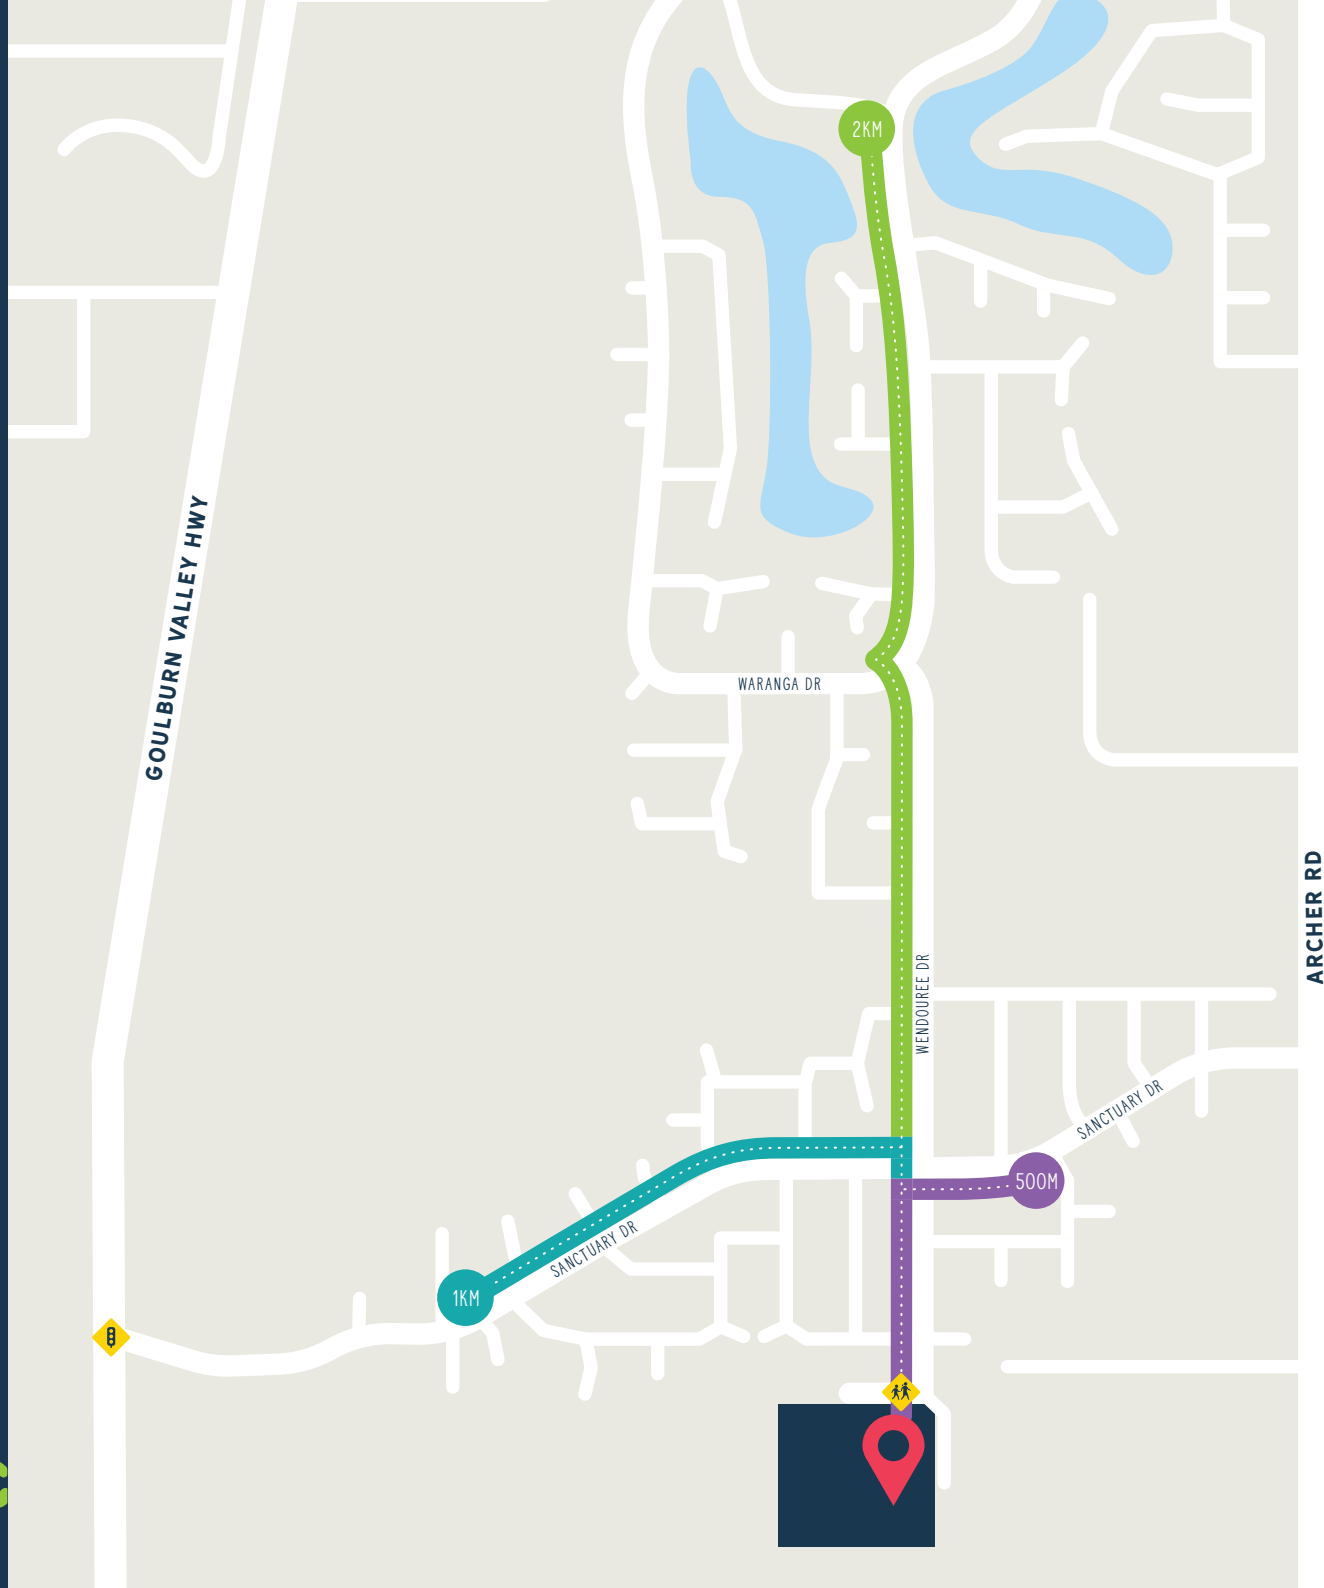 2KM
GOULBURN VALLEY HWY
WARANGA DR
ARCHER RD
WENDOUREE DR
SANCTUARY DR
500M
SANCTUARY DR
1KM